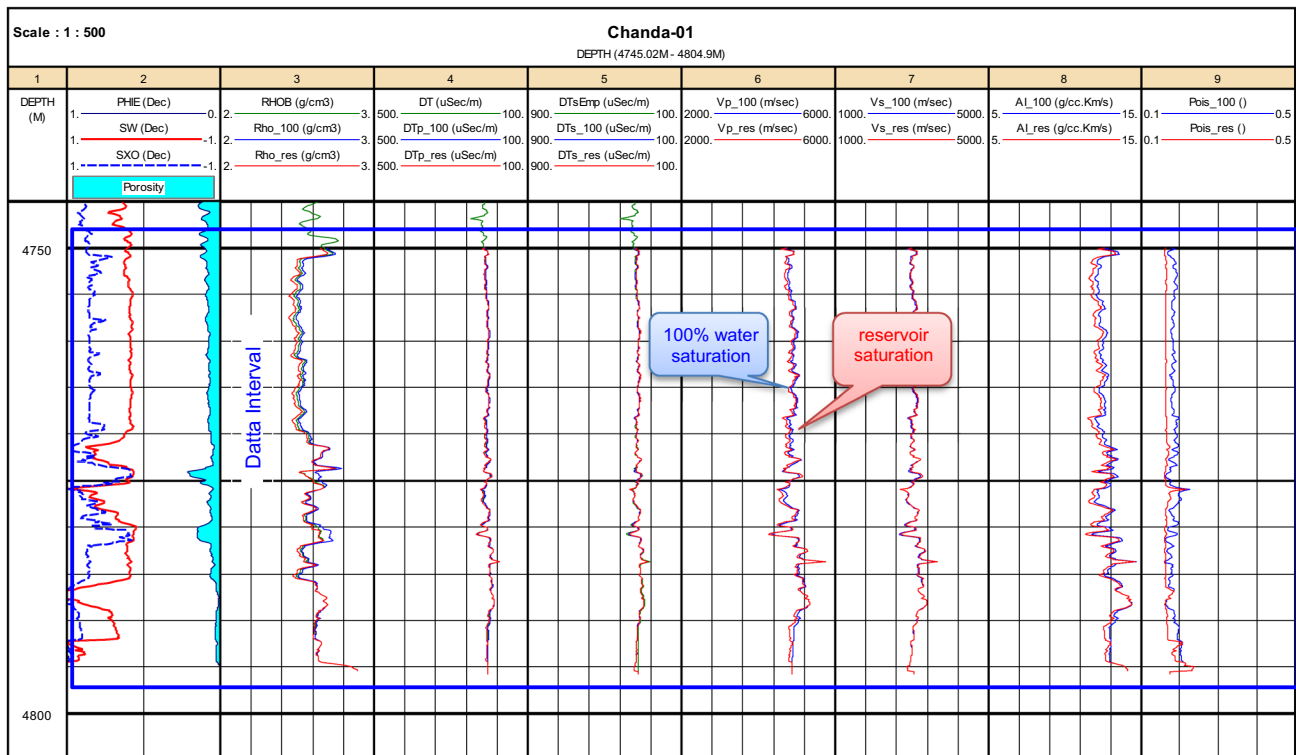 Scale : 1 : 500
Chanda-01
DEPTH (4745.02M - 4804.9M)
1 2 3 4 5 6 7 8 9
DEPTH
(M)
PHIE (Dec)
1. 0.
SW (Dec)
1. -1.
SXO (Dec)
1. -1.
Porosity
RHOB (g/cm3)
2. 3.
Rho_100 (g/cm3)
2. 3.
Rho_res (g/cm3)
2. 3.
DT (uSec/m)
500. 100.
DTp_100 (uSec/m)
500. 100.
DTp_res (uSec/m)
500. 100.
DTsEmp (uSec/m)
900. 100.
DTs_100 (uSec/m)
900. 100.
DTs_res (uSec/m)
900. 100.
Vp_100 (m/sec)
2000. 6000.
Vp_res (m/sec)
2000. 6000.
Vs_100 (m/sec)
1000. 5000.
Vs_res (m/sec)
1000. 5000.
AI_100 (g/cc.Km/s)
5. 15.
AI_res (g/cc.Km/s)
5. 15.
Pois_100 ()
0.1 0.5
Pois_res ()
0.1 0.5
4750
100% water
saturation
reservoir
saturation
Datta Interval
4800